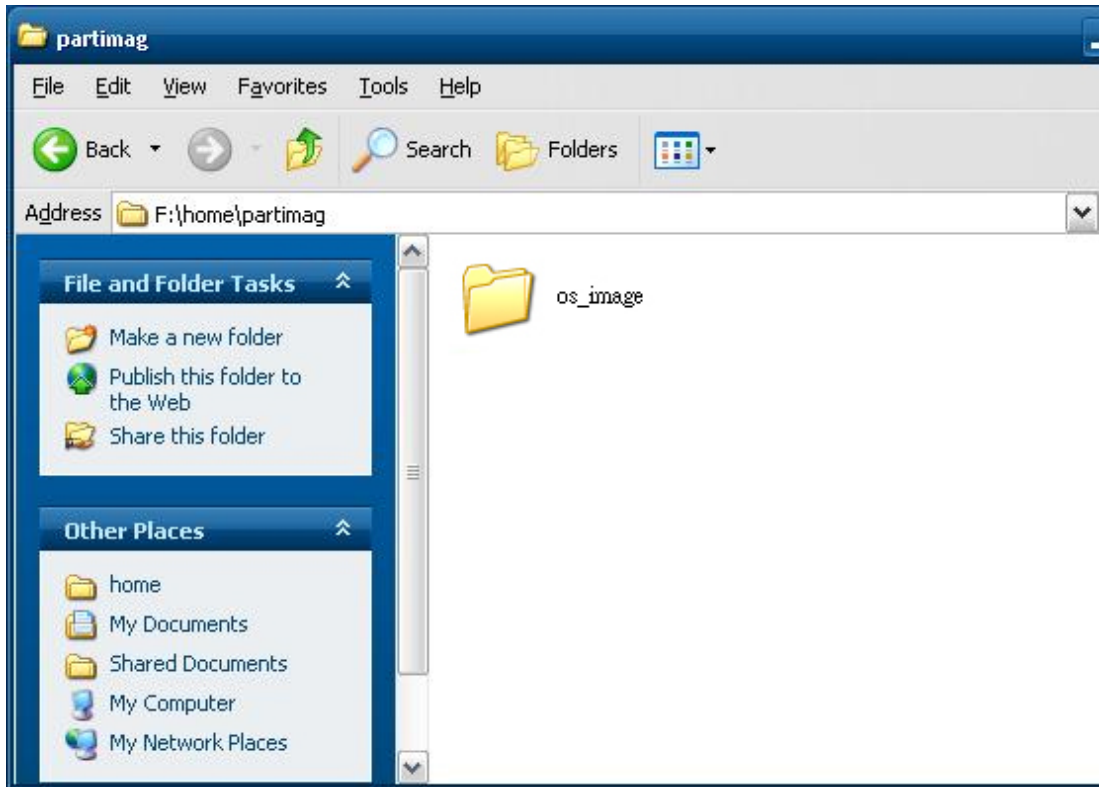 partimag
File Edit View Favorites Tools Help
Back Search Folders
Address F:\home\partimag
File and Folder Tasks
Make a new folder
Publish this folder to
the Web
Share this folder
Other Places
home
My Documents
Shared Documents
My Computer
My Network Places
os_image